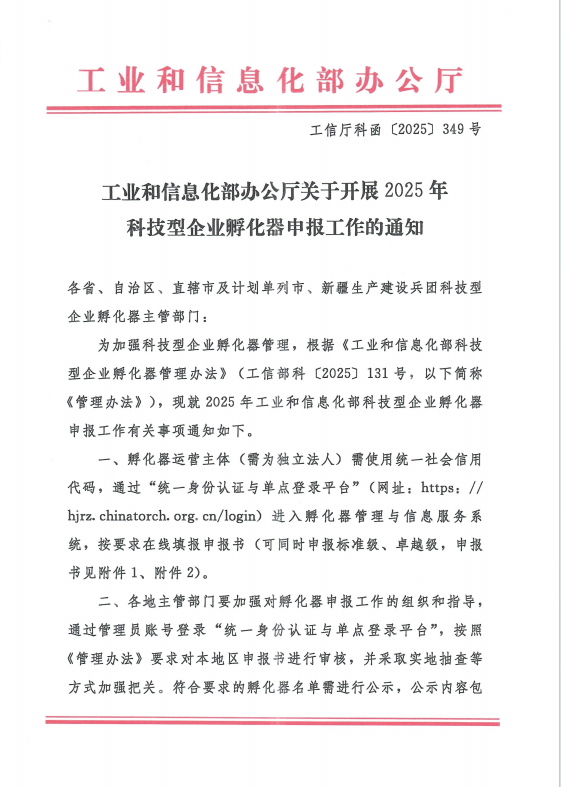 工业和信息化部办公厅
工信厅科函〔2025〕349号
工业和信息化部办公厅关于开展2025年
科技型企业孵化器申报工作的通知
各省、自治区、直辖市及计划单列市、新疆生产建设兵团科技型
企业孵化器主管部门：
为加强科技型企业孵化器管理，根据《工业和信息化部科技
型企业孵化器管理办法》（工信部科〔2025〕131号，以下简称
《管理办法》），现就2025年工业和信息化部科技型企业孵化器
申报工作有关事项通知如下。
一、孵化器运营主体（需为独立法人）需使用统一社会信用
代码，通过“统一身份认证与单点登录平台”（网址：https：//
hjrz.chinatorch.org.cn/login）进入孵化器管理与信息服务系
统，按要求在线填报申报书（可同时申报标准级、卓越级，申报
书见附件1、附件2）。
二、各地主管部门要加强对孵化器申报工作的组织和指导，
通过管理员账号登录“统一身份认证与单点登录平台”，按照
《管理办法》要求对本地区申报书进行审核，并采取实地抽查等
方式加强把关。符合要求的孵化器名单需进行公示，公示内容包